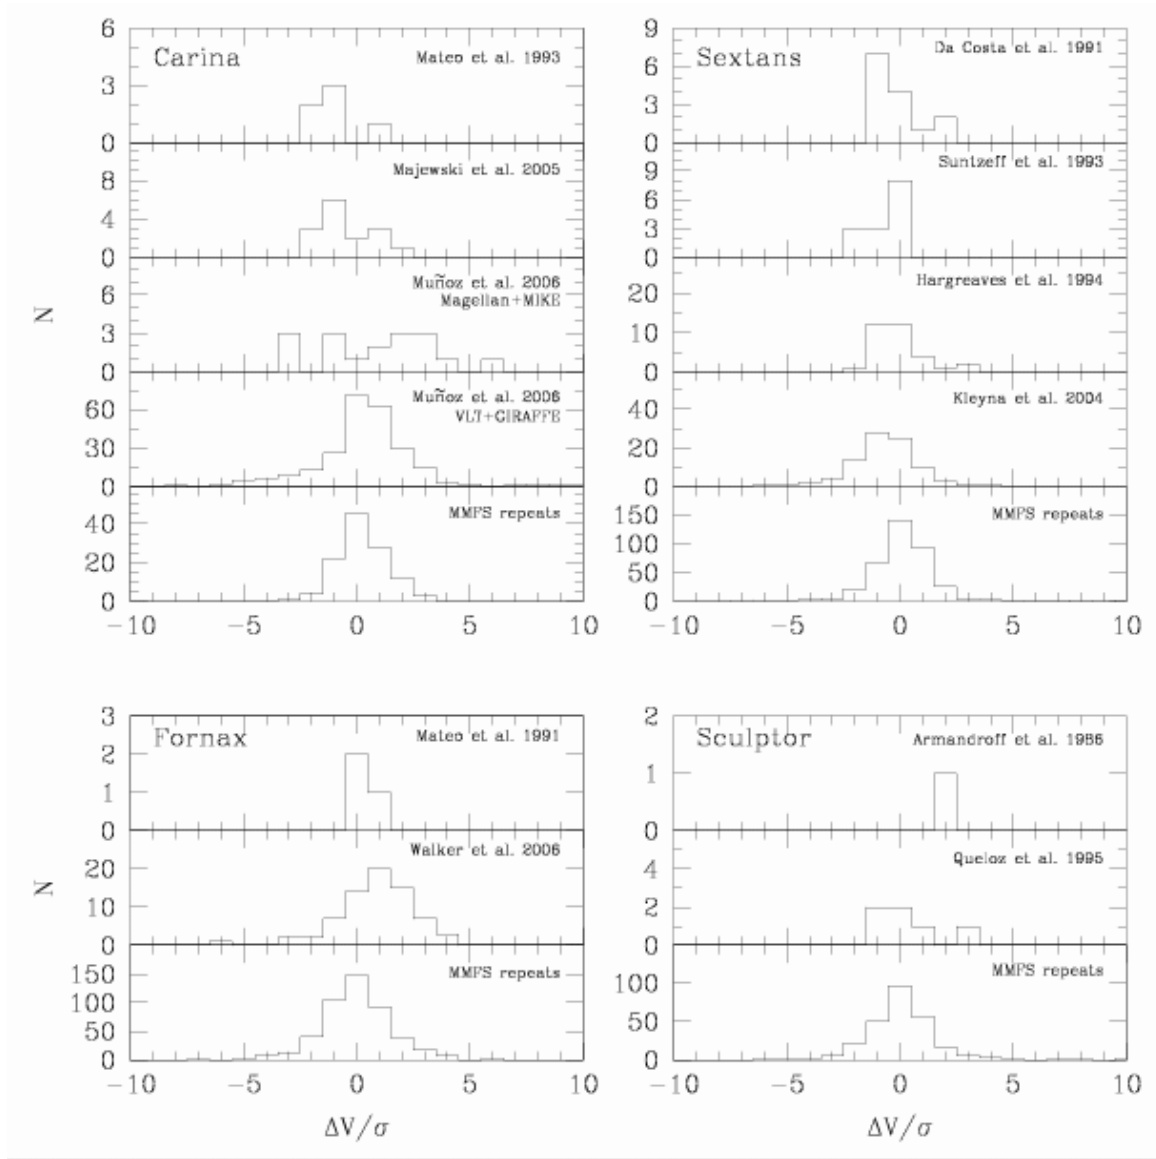 Carina
Mateo et al. 1993
6
3
0
Majewski et al. 2005
8
4
0
Muñoz et al. 2006
Magellan+MIKE
6
3
0
Muñoz et al. 2006
VLT+GIRAFFE
60
30
0
MMFS repeats
40
20
0
−10 −5 0 5 10
N
Sextans
Da Costa et al. 1991
9
6
3
0
Suntzeff et al. 1993
9
6
3
0
Hargreaves et al. 1994
20
10
0
Kleyna et al. 2004
40
20
0
MMFS repeats
150
100
50
0
−10 −5 0 5 10
Fornax
Mateo et al. 1991
3
2
1
0
Walker et al. 2006
20
10
0
MMFS repeats
150
100
50
0
−10 −5 0 5 10
N
ΔV/σ
Sculptor
Armandroff et al. 1986
2
1
0
Queloz et al. 1995
4
2
0
MMFS repeats
100
50
0
−10 −5 0 5 10
ΔV/σ